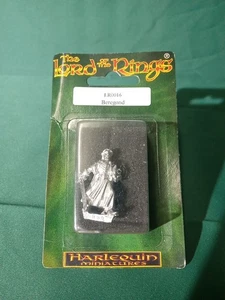 The
Lord of the Rings
®
Beregond
HARLEQUIN
MINIATURES